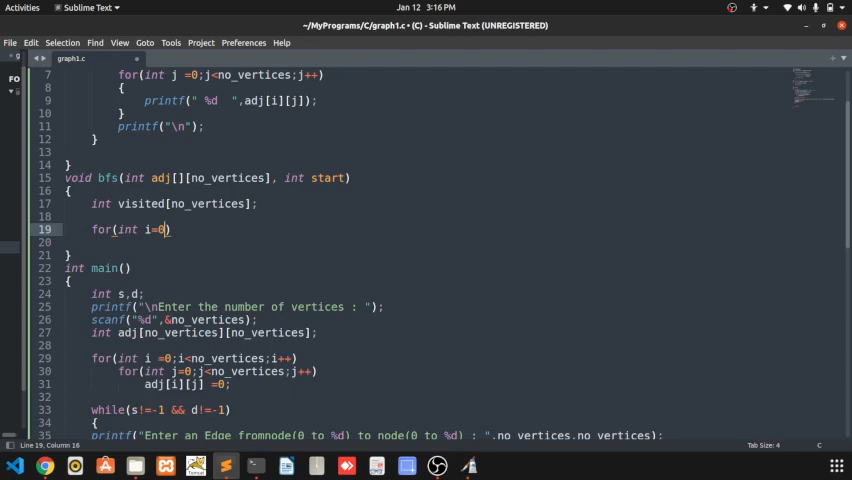 Activities Sublime Text Jan 12 3:16 PM
~/MyPrograms/C/graph1.c • (C) - Sublime Text (UNREGISTERED)
File Edit Selection Find View Goto Tools Project Preferences Help
graph1.c
FO
7 for(int j =0;j<no_vertices;j++)
8 {
9 printf(" %d  ",adj[i][j]);
10 }
11 printf("\n");
12 }
13
14 }
15 void bfs(int adj[][no_vertices], int start)
16 {
17 int visited[no_vertices];
18
19 for(int i=0)
20
21 }
22 int main()
23 {
24 int s,d;
25 printf("\nEnter the number of vertices : ");
26 scanf("%d",&no_vertices);
27 int adj[no_vertices][no_vertices];
28
29 for(int i =0;i<no_vertices;i++)
30 for(int j=0;j<no_vertices;j++)
31 adj[i][j] =0;
32
33 while(s!=-1 && d!=-1)
34 {
35 printf("Enter an Edge fromnode(0 to %d) to node(0 to %d) : ",no_vertices,no_vertices);
Line 19, Column 16 Tab Size: 4 C